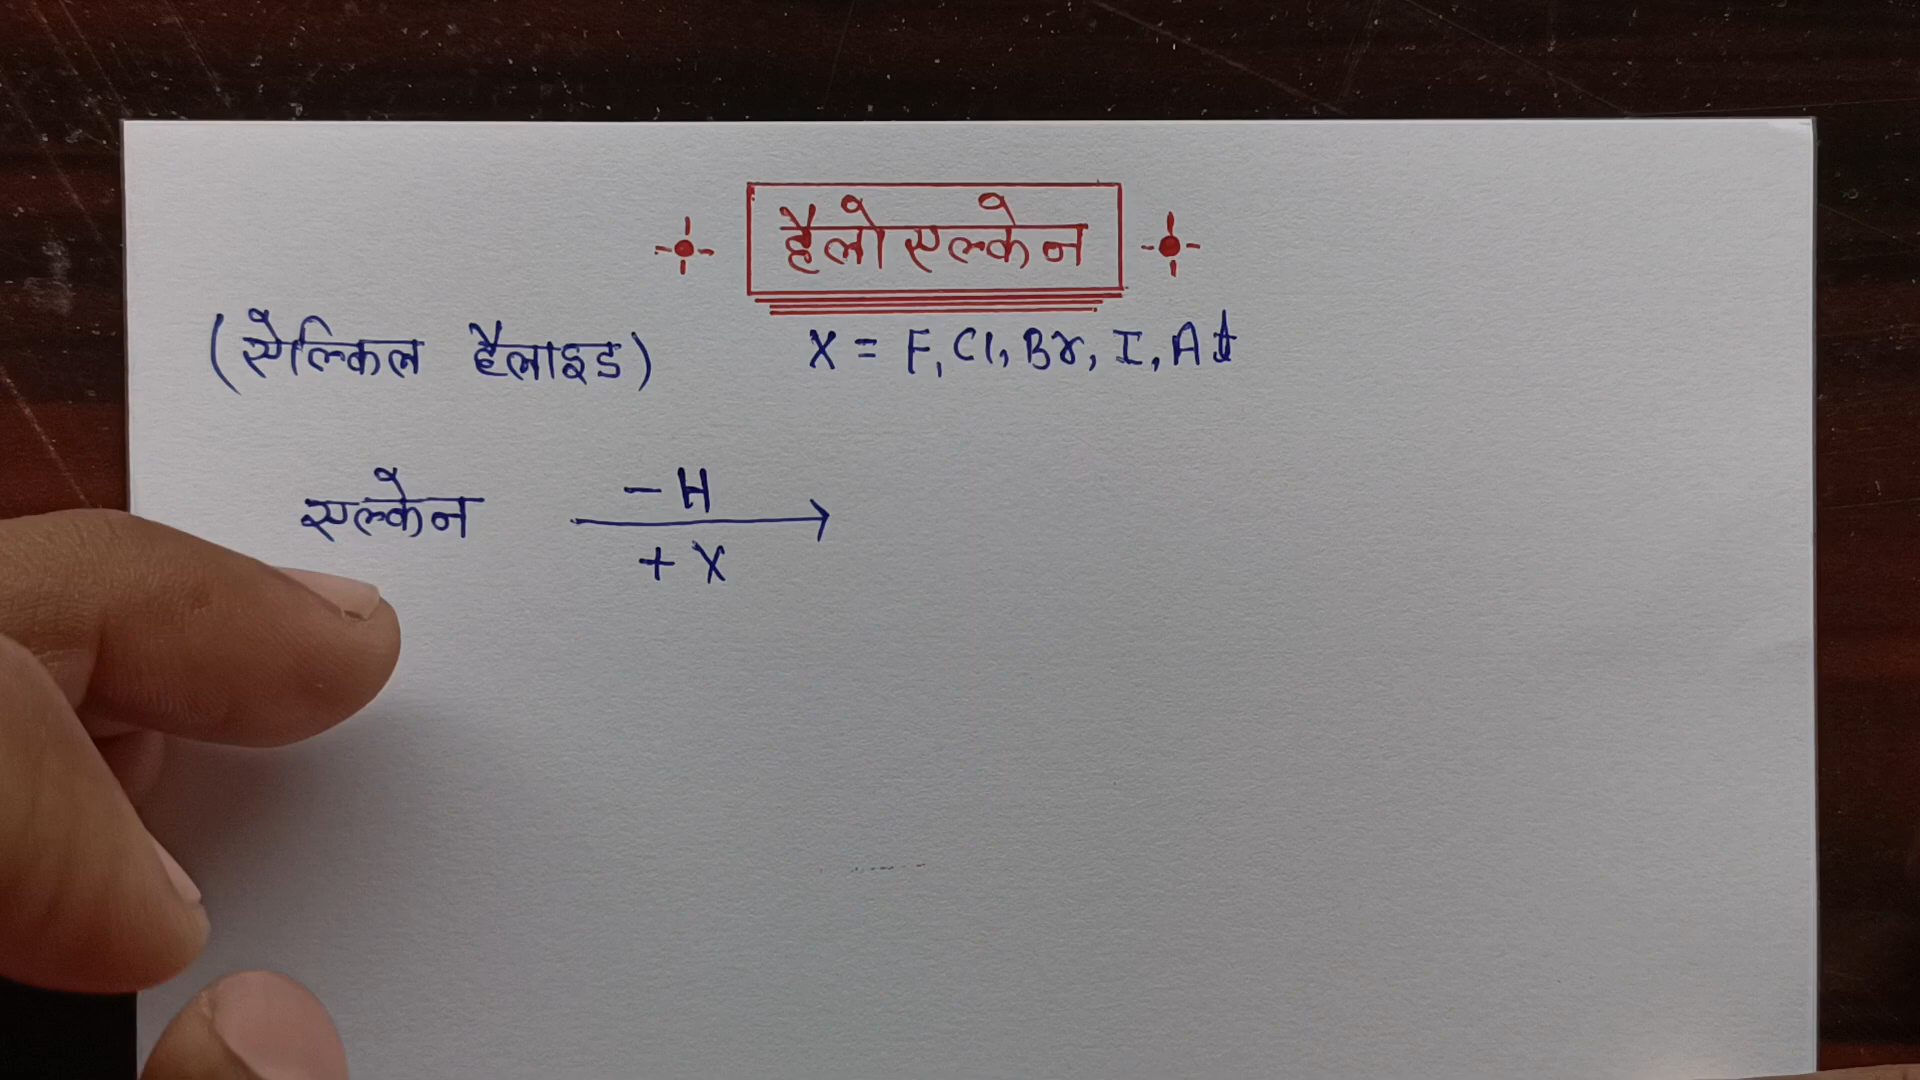 हैलोएल्केन
(ऐल्किल हैलाइड) X = F, Cl, Br, I, At
एल्केन - H
+ X